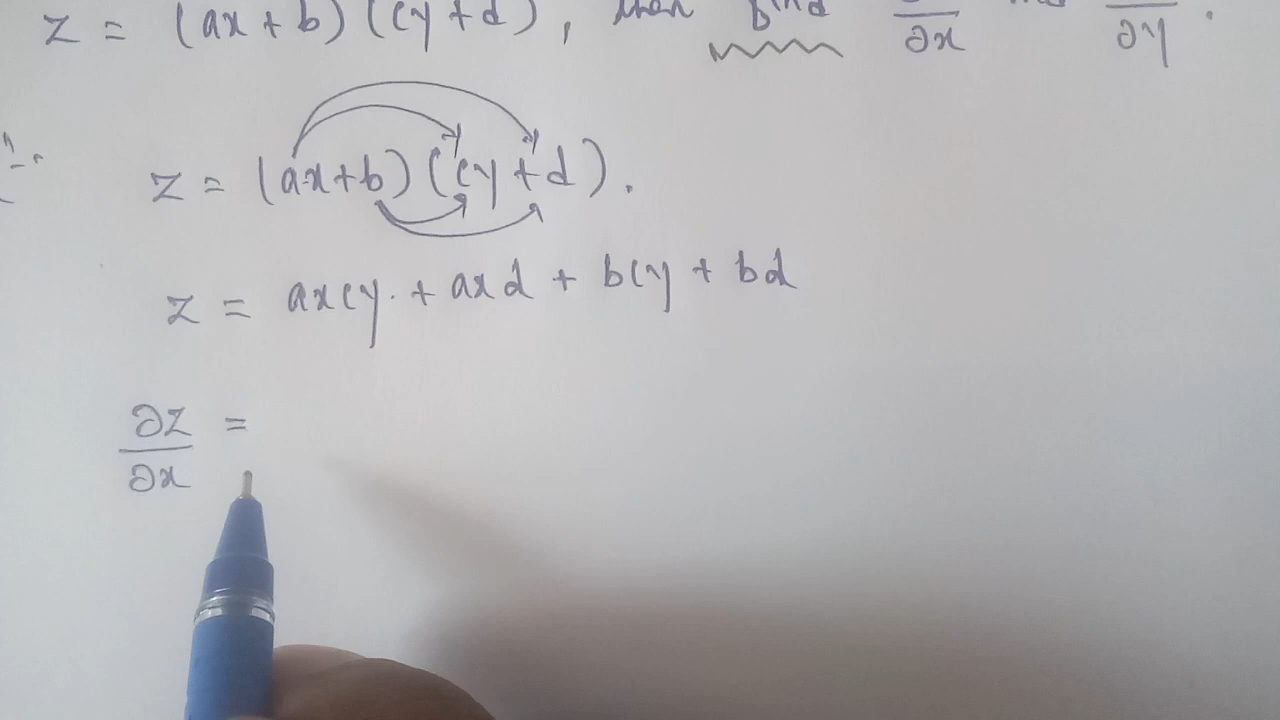 z = (ax + b) (cy + d), then find ∂x ∂y.
z = (ax+b) (cy+d).
z = axcy. + axd + bcy + bd
∂z/∂x =